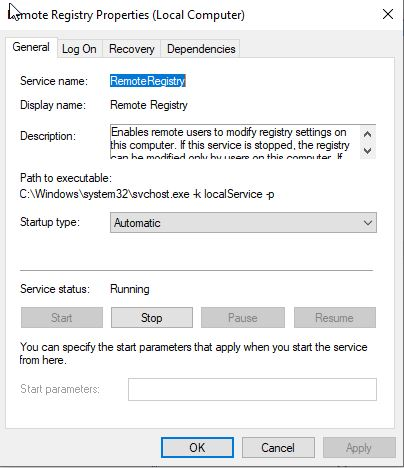 Remote Registry Properties (Local Computer)
General
Log On
Recovery
Dependencies
Service name:
RemoteRegistry
Display name:
Remote Registry
Description:
Enables remote users to modify registry settings on
this computer. If this service is stopped, the registry
can be modified only by users on this computer. If
Path to executable:
C:\Windows\system32\svchost.exe -k localService -p
Startup type:
Automatic
Service status:
Running
Start
Stop
Pause
Resume
You can specify the start parameters that apply when you start the service
from here.
Start parameters:
OK
Cancel
Apply